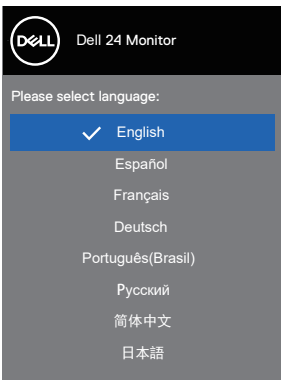 DELL
Dell 24 Monitor
Please select language:
English
Español
Français
Deutsch
Português(Brasil)
Русский
简体中文
日本語